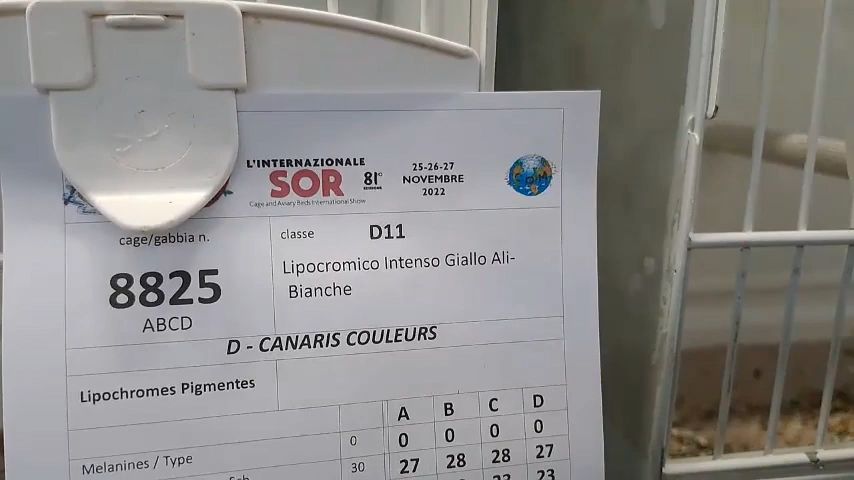 L'INTERNAZIONALE
SOR
81°
EDIZIONE
Cage and Aviary Birds International Show
25-26-27
NOVEMBRE
2022
cage/gabbia n.
8825
ABCD
classe D11
Lipocromico Intenso Giallo Ali-
Bianche
D - CANARIS COULEURS
Lipochromes Pigmentes
A B C D
0 0 0 0 0
Melanines / Type 30 27 28 28 27
23